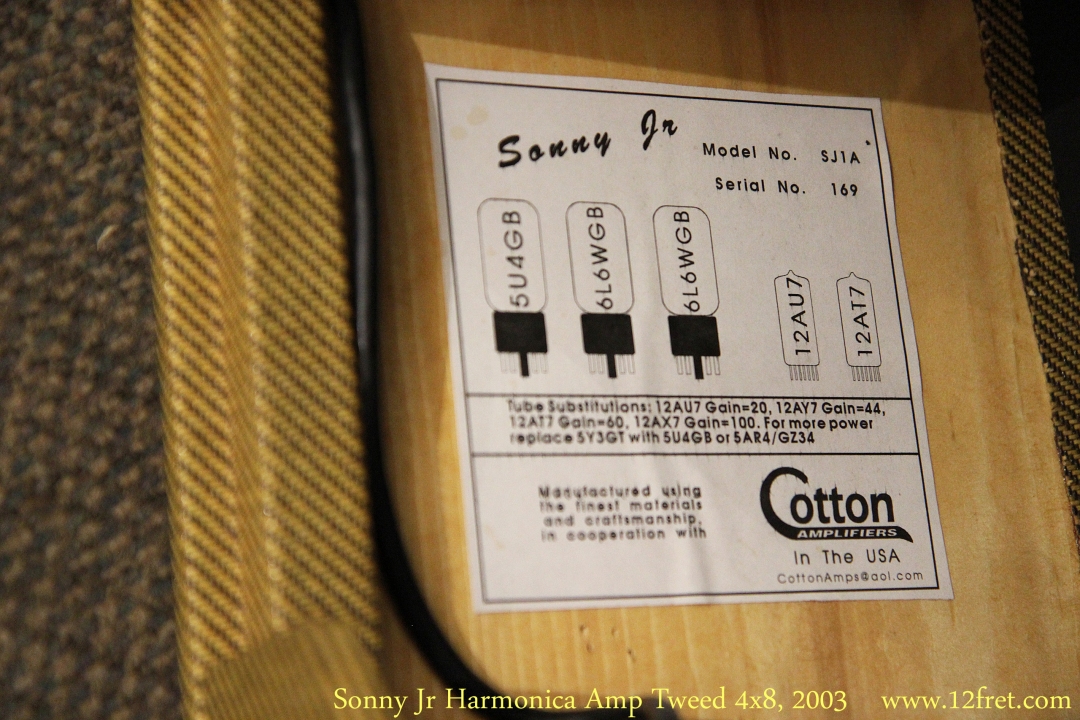 Sonny Jr
Model No. SJ1A
Serial No. 169
5U4GB
6L6WGB
6L6WGB
12AU7
12AT7
Tube Substitutions: 12AU7 Gain=20, 12AY7 Gain=44,
12AT7 Gain=60, 12AX7 Gain=100. For more power
replace 5Y3GT with 5U4GB or 5AR4/GZ34
Manufactured using
the finest materials
and craftsmanship,
in cooperation with
Cotton
AMPLIFIERS
In The USA
CottonAmps@aol.com
Sonny Jr Harmonica Amp Tweed 4x8, 2003 www.12fret.com